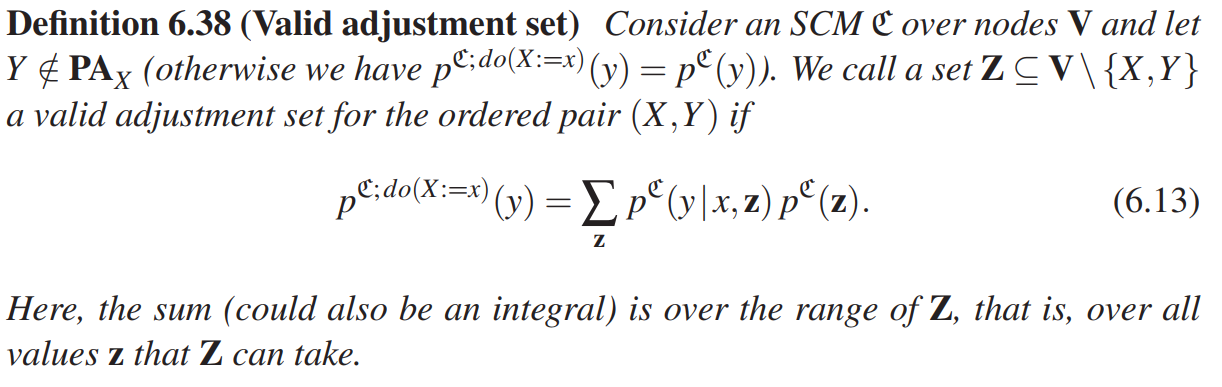 Definition 6.38 (Valid adjustment set) Consider an SCM ℭ over nodes V and let
Y ∉ PA_X (otherwise we have p^{ℭ;do(X:=x)}(y) = p^ℭ(y)). We call a set Z ⊆ V \ {X,Y}
a valid adjustment set for the ordered pair (X,Y) if
p^{ℭ;do(X:=x)}(y) = ∑_z p^ℭ(y|x,z) p^ℭ(z). (6.13)
Here, the sum (could also be an integral) is over the range of Z, that is, over all
values z that Z can take.